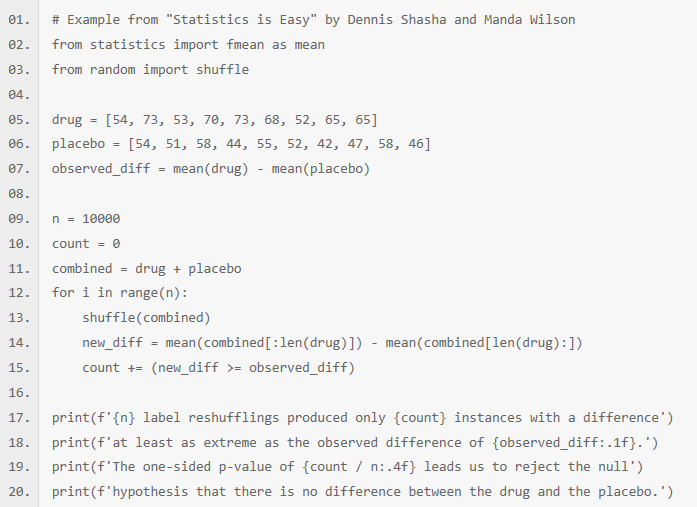 01. # Example from "Statistics is Easy" by Dennis Shasha and Manda Wilson
02. from statistics import fmean as mean
03. from random import shuffle
04.
05. drug = [54, 73, 53, 70, 73, 68, 52, 65, 65]
06. placebo = [54, 51, 58, 44, 55, 52, 42, 47, 58, 46]
07. observed_diff = mean(drug) - mean(placebo)
08.
09. n = 10000
10. count = 0
11. combined = drug + placebo
12. for i in range(n):
13.     shuffle(combined)
14.     new_diff = mean(combined[:len(drug)]) - mean(combined[len(drug):])
15.     count += (new_diff >= observed_diff)
16.
17. print(f'{n} label reshufflings produced only {count} instances with a difference')
18. print(f'at least as extreme as the observed difference of {observed_diff:.1f}.')
19. print(f'The one-sided p-value of {count / n:.4f} leads us to reject the null')
20. print(f'hypothesis that there is no difference between the drug and the placebo.')